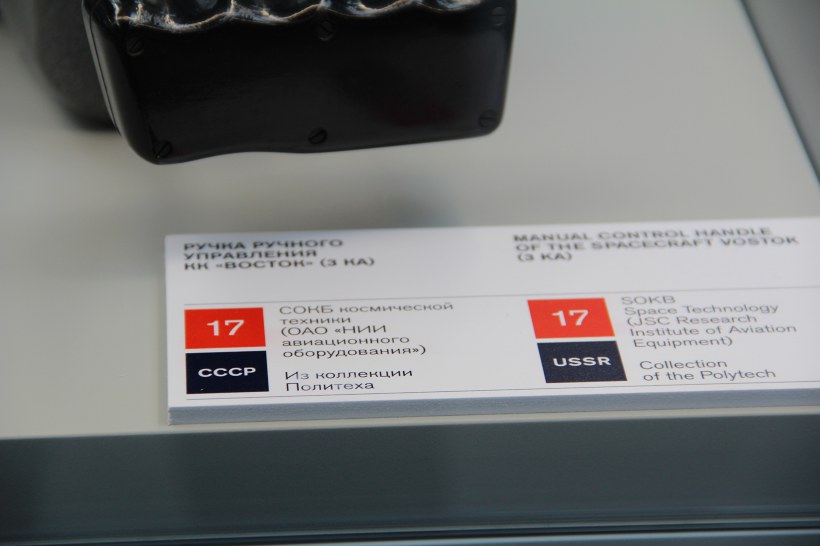 РУЧКА РУЧНОГО
УПРАВЛЕНИЯ
КК «ВОСТОК» (3 КА)
17
СССР
СОКБ космической
техники
(ОАО «НИИ
авиационного
оборудования»)
Из коллекции
Политеха
MANUAL CONTROL HANDLE
OF THE SPACECRAFT VOSTOK
(3 KA)
17
USSR
SOKB
Space Technology
(JSC Research
Institute of Aviation
Equipment)
Collection
of the Polytech